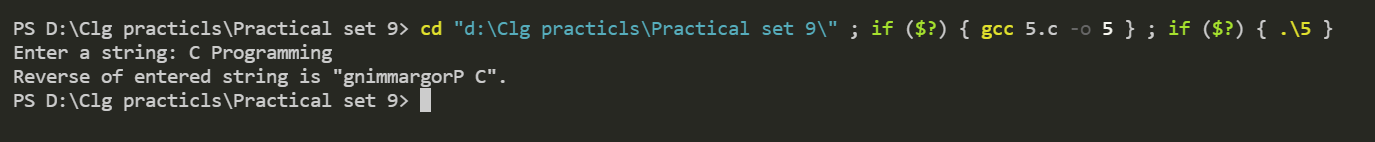 PS D:\Clg practicls\Practical set 9> cd "d:\Clg practicls\Practical set 9\" ; if ($?) { gcc 5.c -o 5 } ; if ($?) { .\5 }
Enter a string: C Programming
Reverse of entered string is "gnimmargorP C".
PS D:\Clg practicls\Practical set 9>